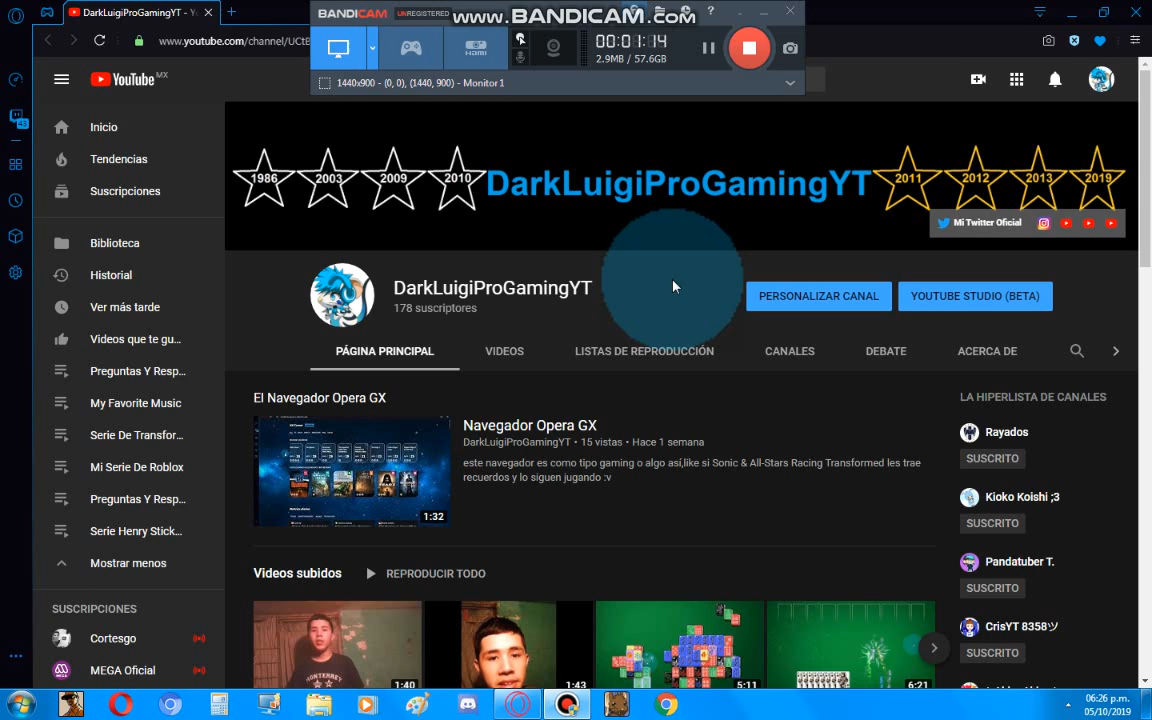 DarkLuigiProGamingYT - Y
BANDICAM UNREGISTERED
www.BANDICAM.com
www.youtube.com/channel/UCtE
HDMI
00:01:14
2.9MB / 57.6GB
1440x900 - (0, 0), (1440, 900) - Monitor 1
YouTube MX
Inicio
Tendencias
Suscripciones
Biblioteca
Historial
Ver más tarde
Videos que te gu...
Preguntas Y Resp...
My Favorite Music
Serie De Transfor...
Mi Serie De Roblox
Preguntas Y Resp...
Serie Henry Stick...
Mostrar menos
SUSCRIPCIONES
Cortesgo
MEGA Oficial
1986 2003 2009 2010 DarkLuigiProGamingYT 2011 2012 2013 2019
Mi Twitter Oficial
DarkLuigiProGamingYT
178 suscriptores
PERSONALIZAR CANAL
YOUTUBE STUDIO (BETA)
PÁGINA PRINCIPAL VIDEOS LISTAS DE REPRODUCCIÓN CANALES DEBATE ACERCA DE
El Navegador Opera GX
1:32
Navegador Opera GX
DarkLuigiProGamingYT • 15 vistas • Hace 1 semana
este navegador es como tipo gaming o algo así,like si Sonic & All-Stars Racing Transformed les trae
recuerdos y lo siguen jugando :v
Videos subidos
REPRODUCIR TODO
1:40
1:43
5:11
6:21
LA HIPERLISTA DE CANALES
Rayados
SUSCRITO
Kioko Koishi ;3
SUSCRITO
Pandatuber T.
SUSCRITO
CrisYT 8358ツ
SUSCRITO
06:26 p.m.
05/10/2019